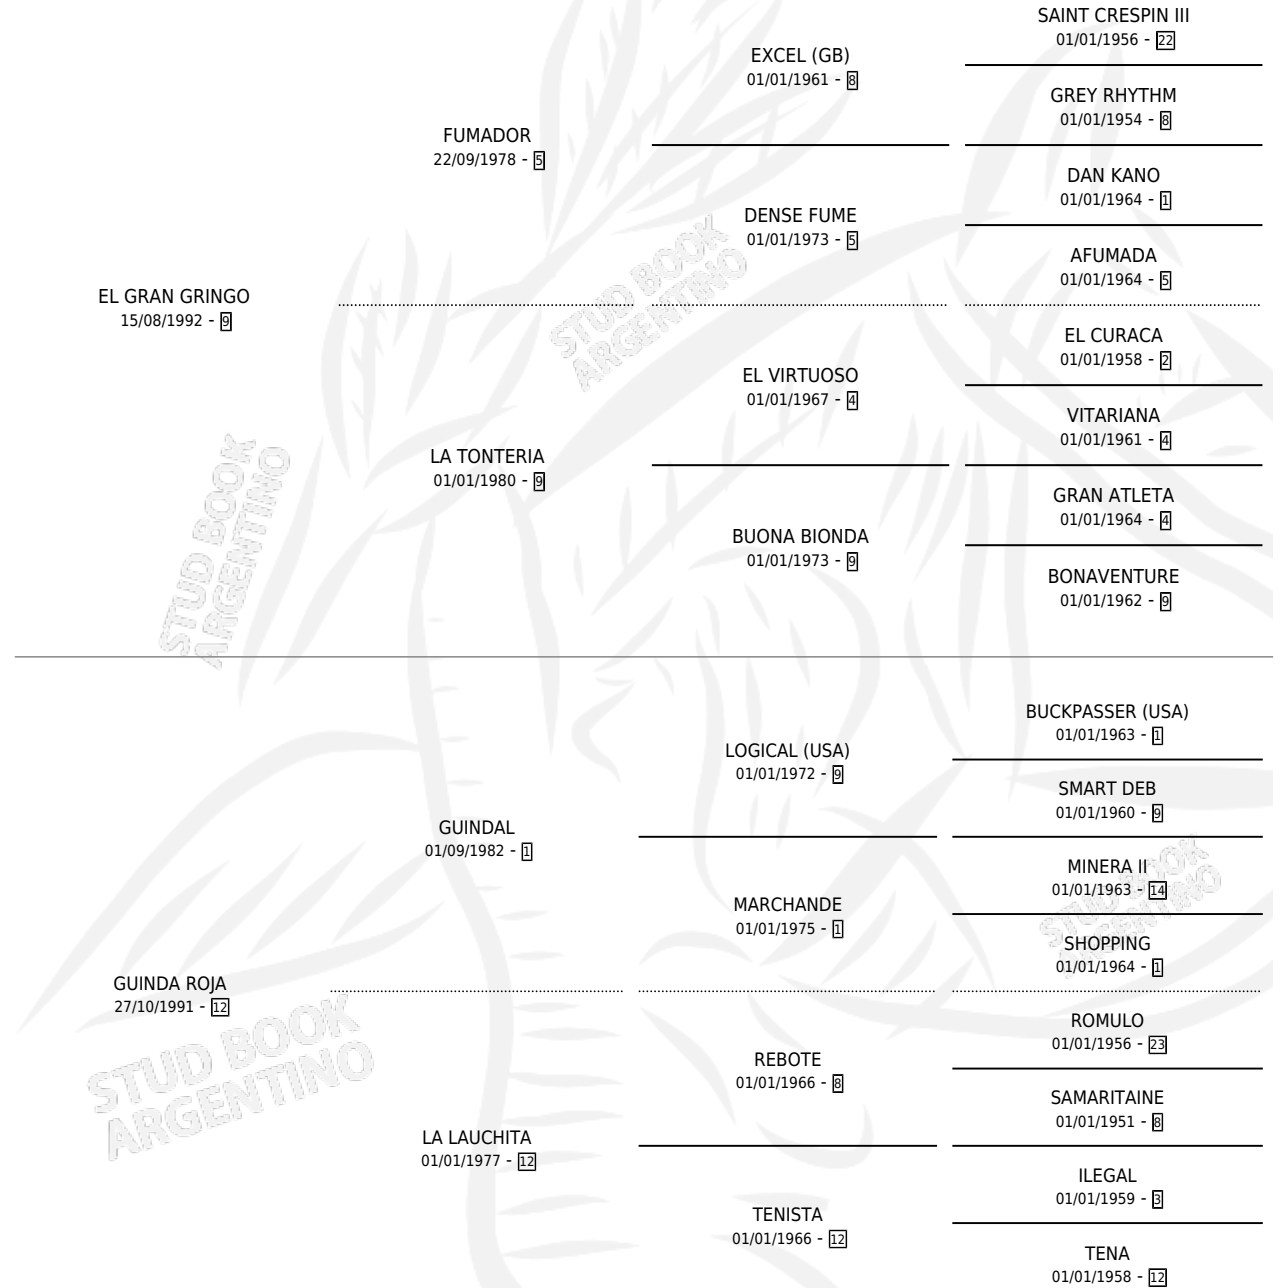 SAINT CRESPIN III
01/01/1956 - 22
EXCEL (GB)
01/01/1961 - 8
GREY RHYTHM
01/01/1954 - 8
FUMADOR
22/09/1978 - 5
DAN KANO
01/01/1964 - 1
DENSE FUME
01/01/1973 - 5
AFUMADA
01/01/1964 - 5
EL GRAN GRINGO
15/08/1992 - 9
EL CURACA
01/01/1958 - 2
EL VIRTUOSO
01/01/1967 - 4
VITARIANA
01/01/1961 - 4
LA TONTERIA
01/01/1980 - 9
GRAN ATLETA
01/01/1964 - 4
BUONA BIONDA
01/01/1973 - 9
BONAVENTURE
01/01/1962 - 9
STUD BOOK
ARGENTINO
STUD BOOK
ARGENTINO
BUCKPASSER (USA)
01/01/1963 - 1
LOGICAL (USA)
01/01/1972 - 9
SMART DEB
01/01/1960 - 9
GUINDAL
01/09/1982 - 1
MINERA II
01/01/1963 - 14
MARCHANDE
01/01/1975 - 1
SHOPPING
01/01/1964 - 1
GUINDA ROJA
27/10/1991 - 12
ROMULO
01/01/1956 - 23
REBOTE
01/01/1966 - 8
SAMARITAINE
01/01/1951 - 8
LA LAUCHITA
01/01/1977 - 12
ILEGAL
01/01/1959 - 3
TENISTA
01/01/1966 - 12
TENA
01/01/1958 - 12
STUD BOOK
ARGENTINO
STUD BOOK
ARGENTINO